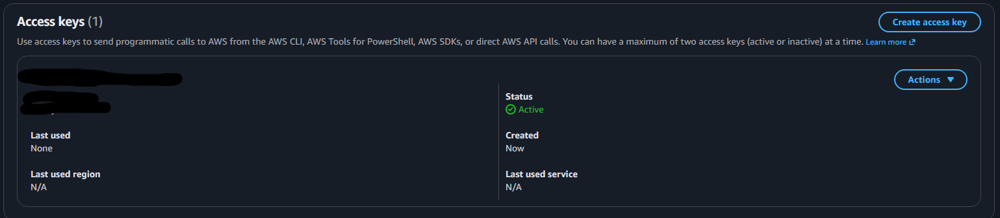 Access keys (1)
Create access key
Use access keys to send programmatic calls to AWS from the AWS CLI, AWS Tools for PowerShell, AWS SDKs, or direct AWS API calls. You can have a maximum of two access keys (active or inactive) at a time. Learn more
Actions
Status
Active
Last used
None
Created
Now
Last used region
N/A
Last used service
N/A